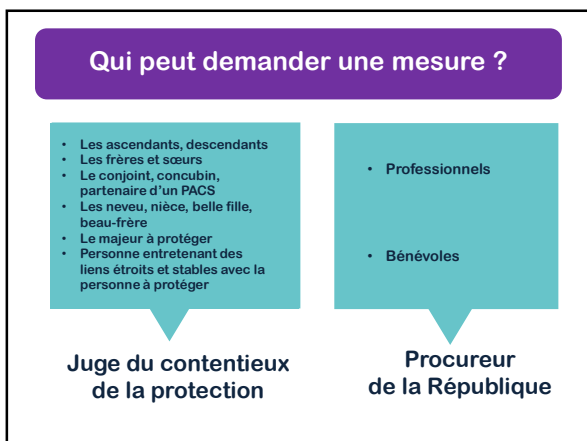 Qui peut demander une mesure ?
• Les ascendants, descendants
• Les frères et sœurs
• Le conjoint, concubin,
partenaire d'un PACS
• Les neveu, nièce, belle fille,
beau-frère
• Le majeur à protéger
• Personne entretenant des
liens étroits et stables avec la
personne à protéger
Juge du contentieux
de la protection
• Professionnels
• Bénévoles
Procureur
de la République